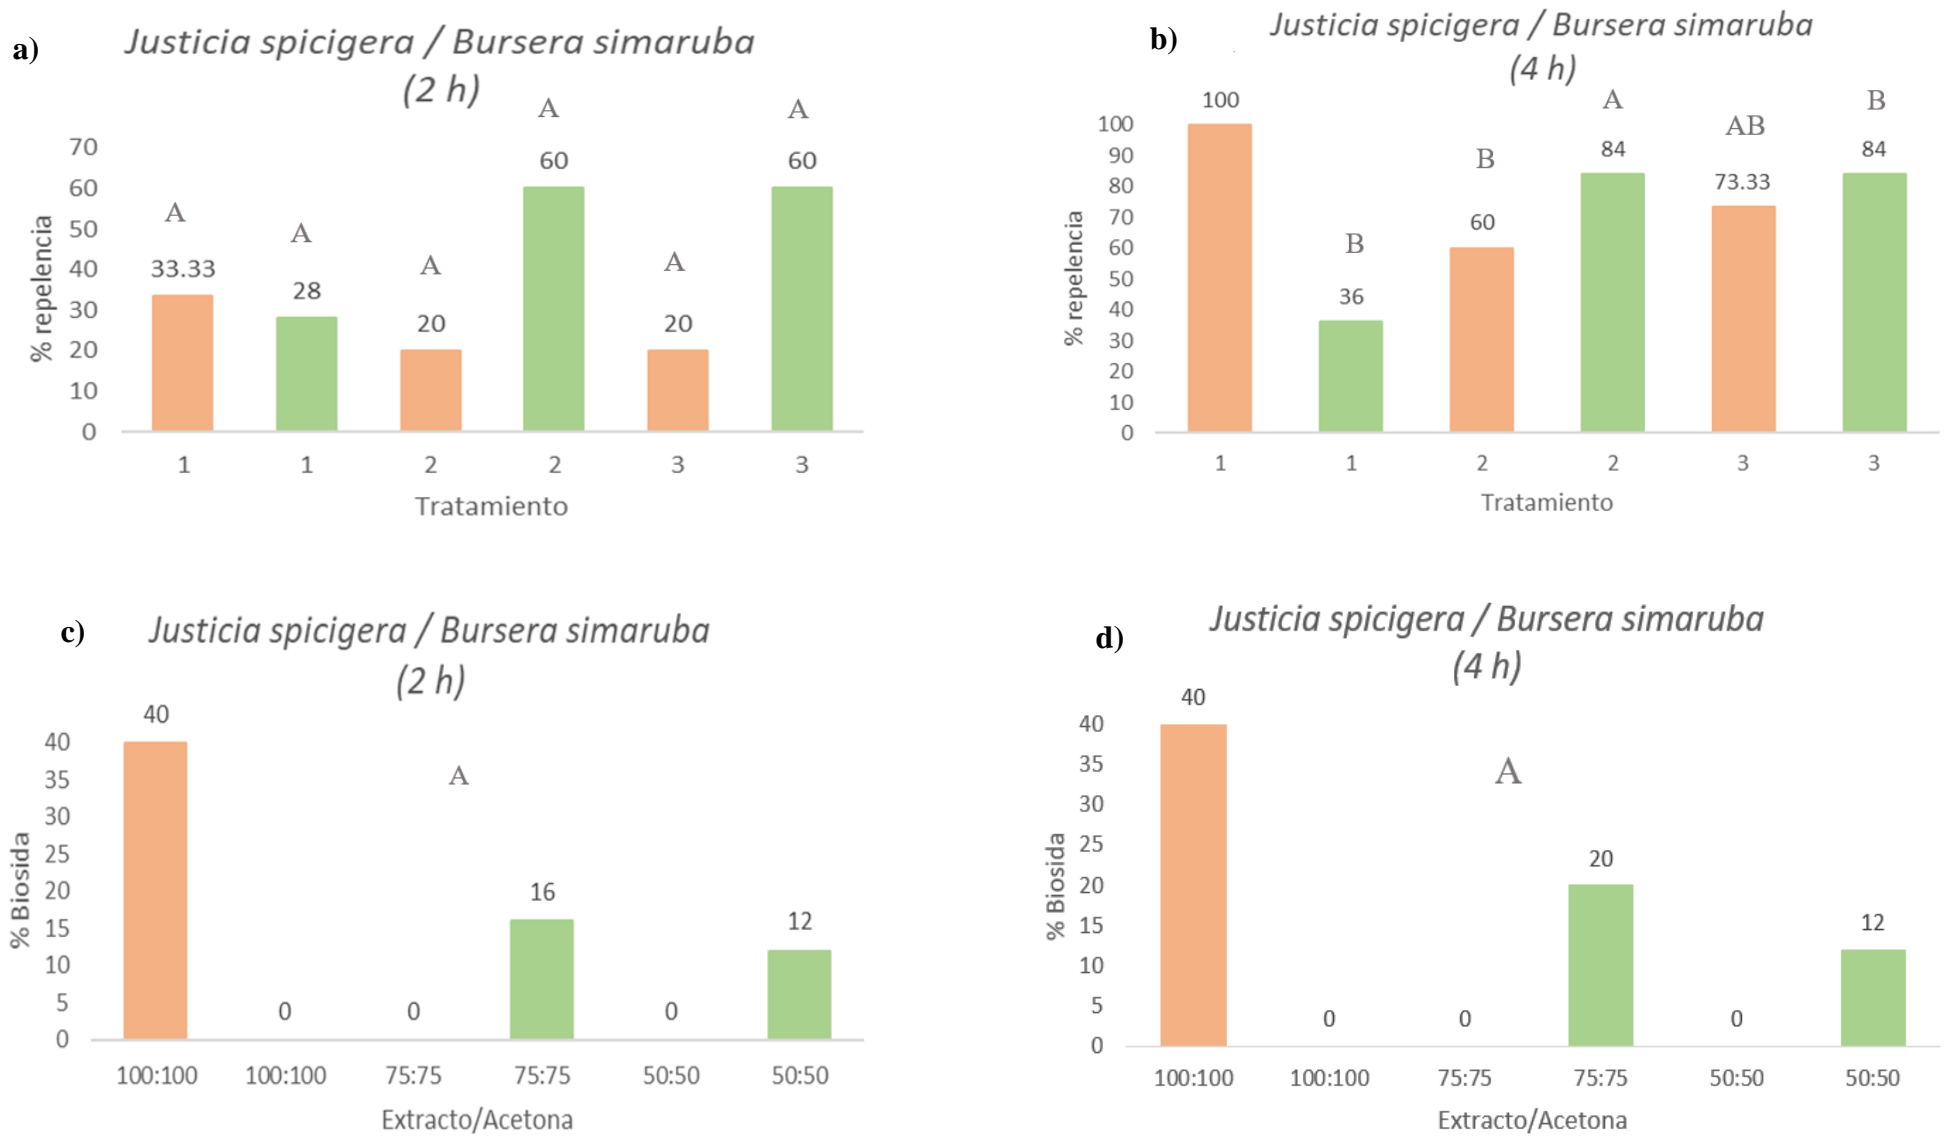 a)
Justicia spicigera / Bursera simaruba
(2 h)
A A
70
60
50
40
30
20
10
0
% repelencia
A
A
A
A
33.33
28
20
60
20
60
1 1 2 2 3 3
Tratamiento
b)
Justicia spicigera / Bursera simaruba
(4 h)
A
B
AB
B
B
100
90
80
70
60
50
40
30
20
10
0
% repelencia
100
36
60
84
73.33
84
1 1 2 2 3 3
Tratamiento
c)
Justicia spicigera / Bursera simaruba
(2 h)
40
35
30
25
20
15
10
5
0
% Biosida
A
40
0
0
16
0
12
100:100 100:100 75:75 75:75 50:50 50:50
Extracto/Acetona
d)
Justicia spicigera / Bursera simaruba
(4 h)
40
35
30
25
20
15
10
5
0
% Biosida
A
40
0
0
20
0
12
100:100 100:100 75:75 75:75 50:50 50:50
Extracto/Acetona